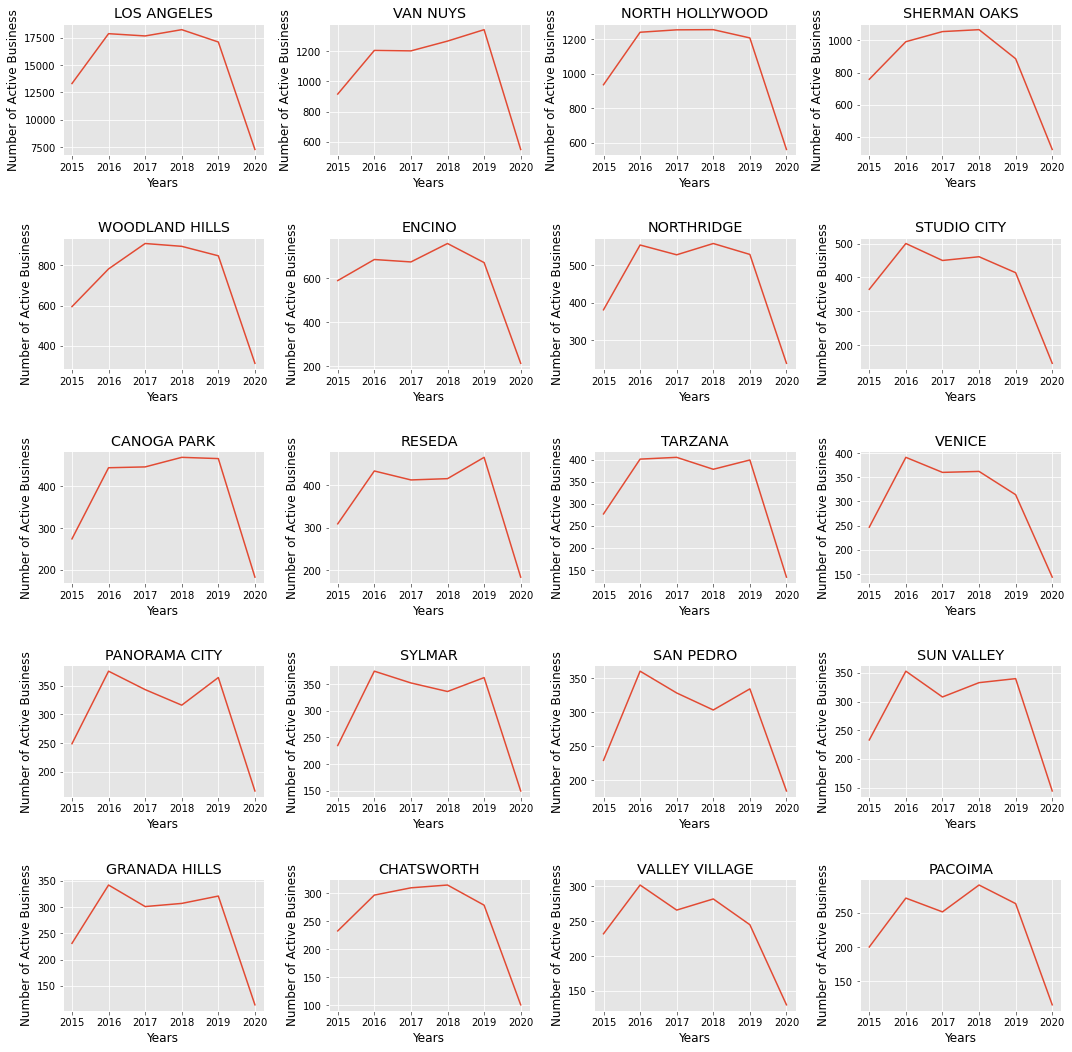 LOS ANGELES
Number of Active Business
17500
15000
12500
10000
7500
2015 2016 2017 2018 2019 2020
Years
VAN NUYS
Number of Active Business
1200
1000
800
600
2015 2016 2017 2018 2019 2020
Years
NORTH HOLLYWOOD
Number of Active Business
1200
1000
800
600
2015 2016 2017 2018 2019 2020
Years
SHERMAN OAKS
Number of Active Business
1000
800
600
400
2015 2016 2017 2018 2019 2020
Years
WOODLAND HILLS
Number of Active Business
800
600
400
2015 2016 2017 2018 2019 2020
Years
ENCINO
Number of Active Business
600
400
200
2015 2016 2017 2018 2019 2020
Years
NORTHRIDGE
Number of Active Business
500
400
300
2015 2016 2017 2018 2019 2020
Years
STUDIO CITY
Number of Active Business
500
400
300
200
2015 2016 2017 2018 2019 2020
Years
CANOGA PARK
Number of Active Business
400
300
200
2015 2016 2017 2018 2019 2020
Years
RESEDA
Number of Active Business
400
300
200
2015 2016 2017 2018 2019 2020
Years
TARZANA
Number of Active Business
400
350
300
250
200
150
2015 2016 2017 2018 2019 2020
Years
VENICE
Number of Active Business
400
350
300
250
200
150
2015 2016 2017 2018 2019 2020
Years
PANORAMA CITY
Number of Active Business
350
300
250
200
2015 2016 2017 2018 2019 2020
Years
SYLMAR
Number of Active Business
350
300
250
200
150
2015 2016 2017 2018 2019 2020
Years
SAN PEDRO
Number of Active Business
350
300
250
200
2015 2016 2017 2018 2019 2020
Years
SUN VALLEY
Number of Active Business
350
300
250
200
150
2015 2016 2017 2018 2019 2020
Years
GRANADA HILLS
Number of Active Business
350
300
250
200
150
2015 2016 2017 2018 2019 2020
Years
CHATSWORTH
Number of Active Business
300
250
200
150
100
2015 2016 2017 2018 2019 2020
Years
VALLEY VILLAGE
Number of Active Business
300
250
200
150
2015 2016 2017 2018 2019 2020
Years
PACOIMA
Number of Active Business
250
200
150
2015 2016 2017 2018 2019 2020
Years